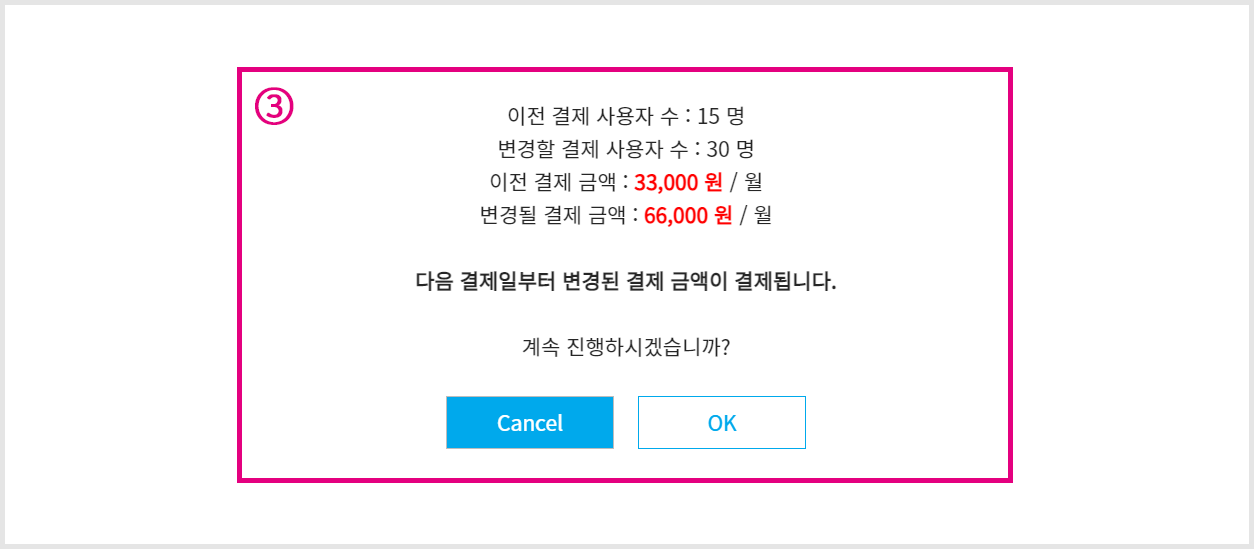 ③
이전 결제 사용자 수 : 15 명
변경할 결제 사용자 수 : 30 명
이전 결제 금액 : 33,000 원 / 월
변경될 결제 금액 : 66,000 원 / 월
다음 결제일부터 변경된 결제 금액이 결제됩니다.
계속 진행하시겠습니까?
Cancel
OK